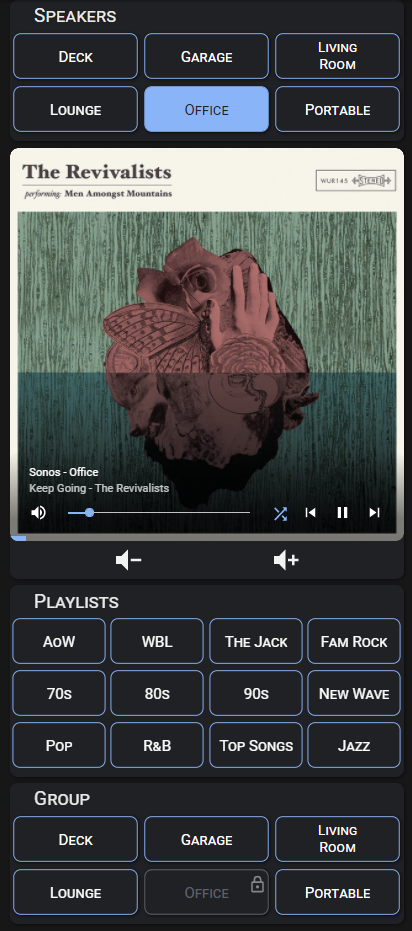 Speakers
Deck
Garage
Living
Room
Lounge
Office
Portable
The Revivalists
performing: Men Amongst Mountains
WUR145 STEREO
Sonos - Office
Keep Going - The Revivalists
Playlists
AoW
WBL
The Jack
Fam Rock
70s
80s
90s
New Wave
Pop
R&B
Top Songs
Jazz
Group
Deck
Garage
Living
Room
Lounge
Office
Portable